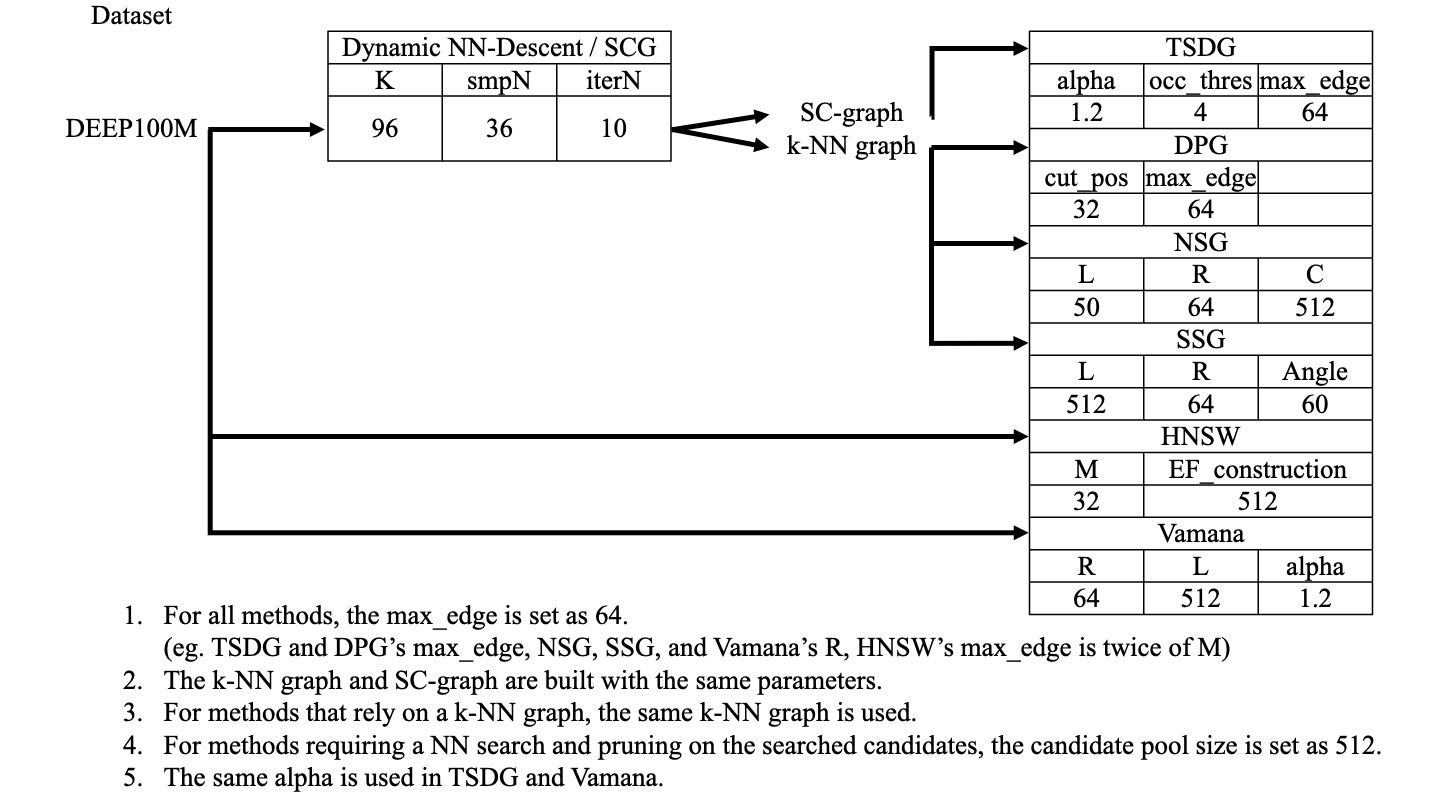 Dataset
Dynamic NN-Descent / SCG
K smpN iterN
96 36 10
DEEP100M
SC-graph
k-NN graph
TSDG
alpha occ_thres max_edge
1.2 4 64
DPG
cut_pos max_edge
32 64
NSG
L R C
50 64 512
SSG
L R Angle
512 64 60
HNSW
M EF_construction
32 512
Vamana
R L alpha
64 512 1.2
1. For all methods, the max_edge is set as 64.
(eg. TSDG and DPG’s max_edge, NSG, SSG, and Vamana’s R, HNSW’s max_edge is twice of M)
2. The k-NN graph and SC-graph are built with the same parameters.
3. For methods that rely on a k-NN graph, the same k-NN graph is used.
4. For methods requiring a NN search and pruning on the searched candidates, the candidate pool size is set as 512.
5. The same alpha is used in TSDG and Vamana.